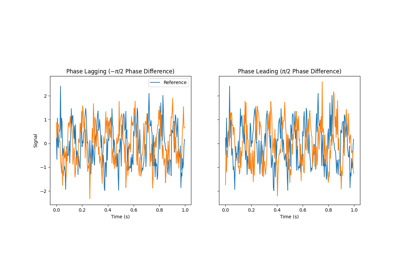 Phase Lagging (−π/2 Phase Difference)
Phase Leading (π/2 Phase Difference)
Reference
Signal
2
1
0
−1
−2
0.0 0.2 0.4 0.6 0.8 1.0
0.0 0.2 0.4 0.6 0.8 1.0
Time (s)
Time (s)